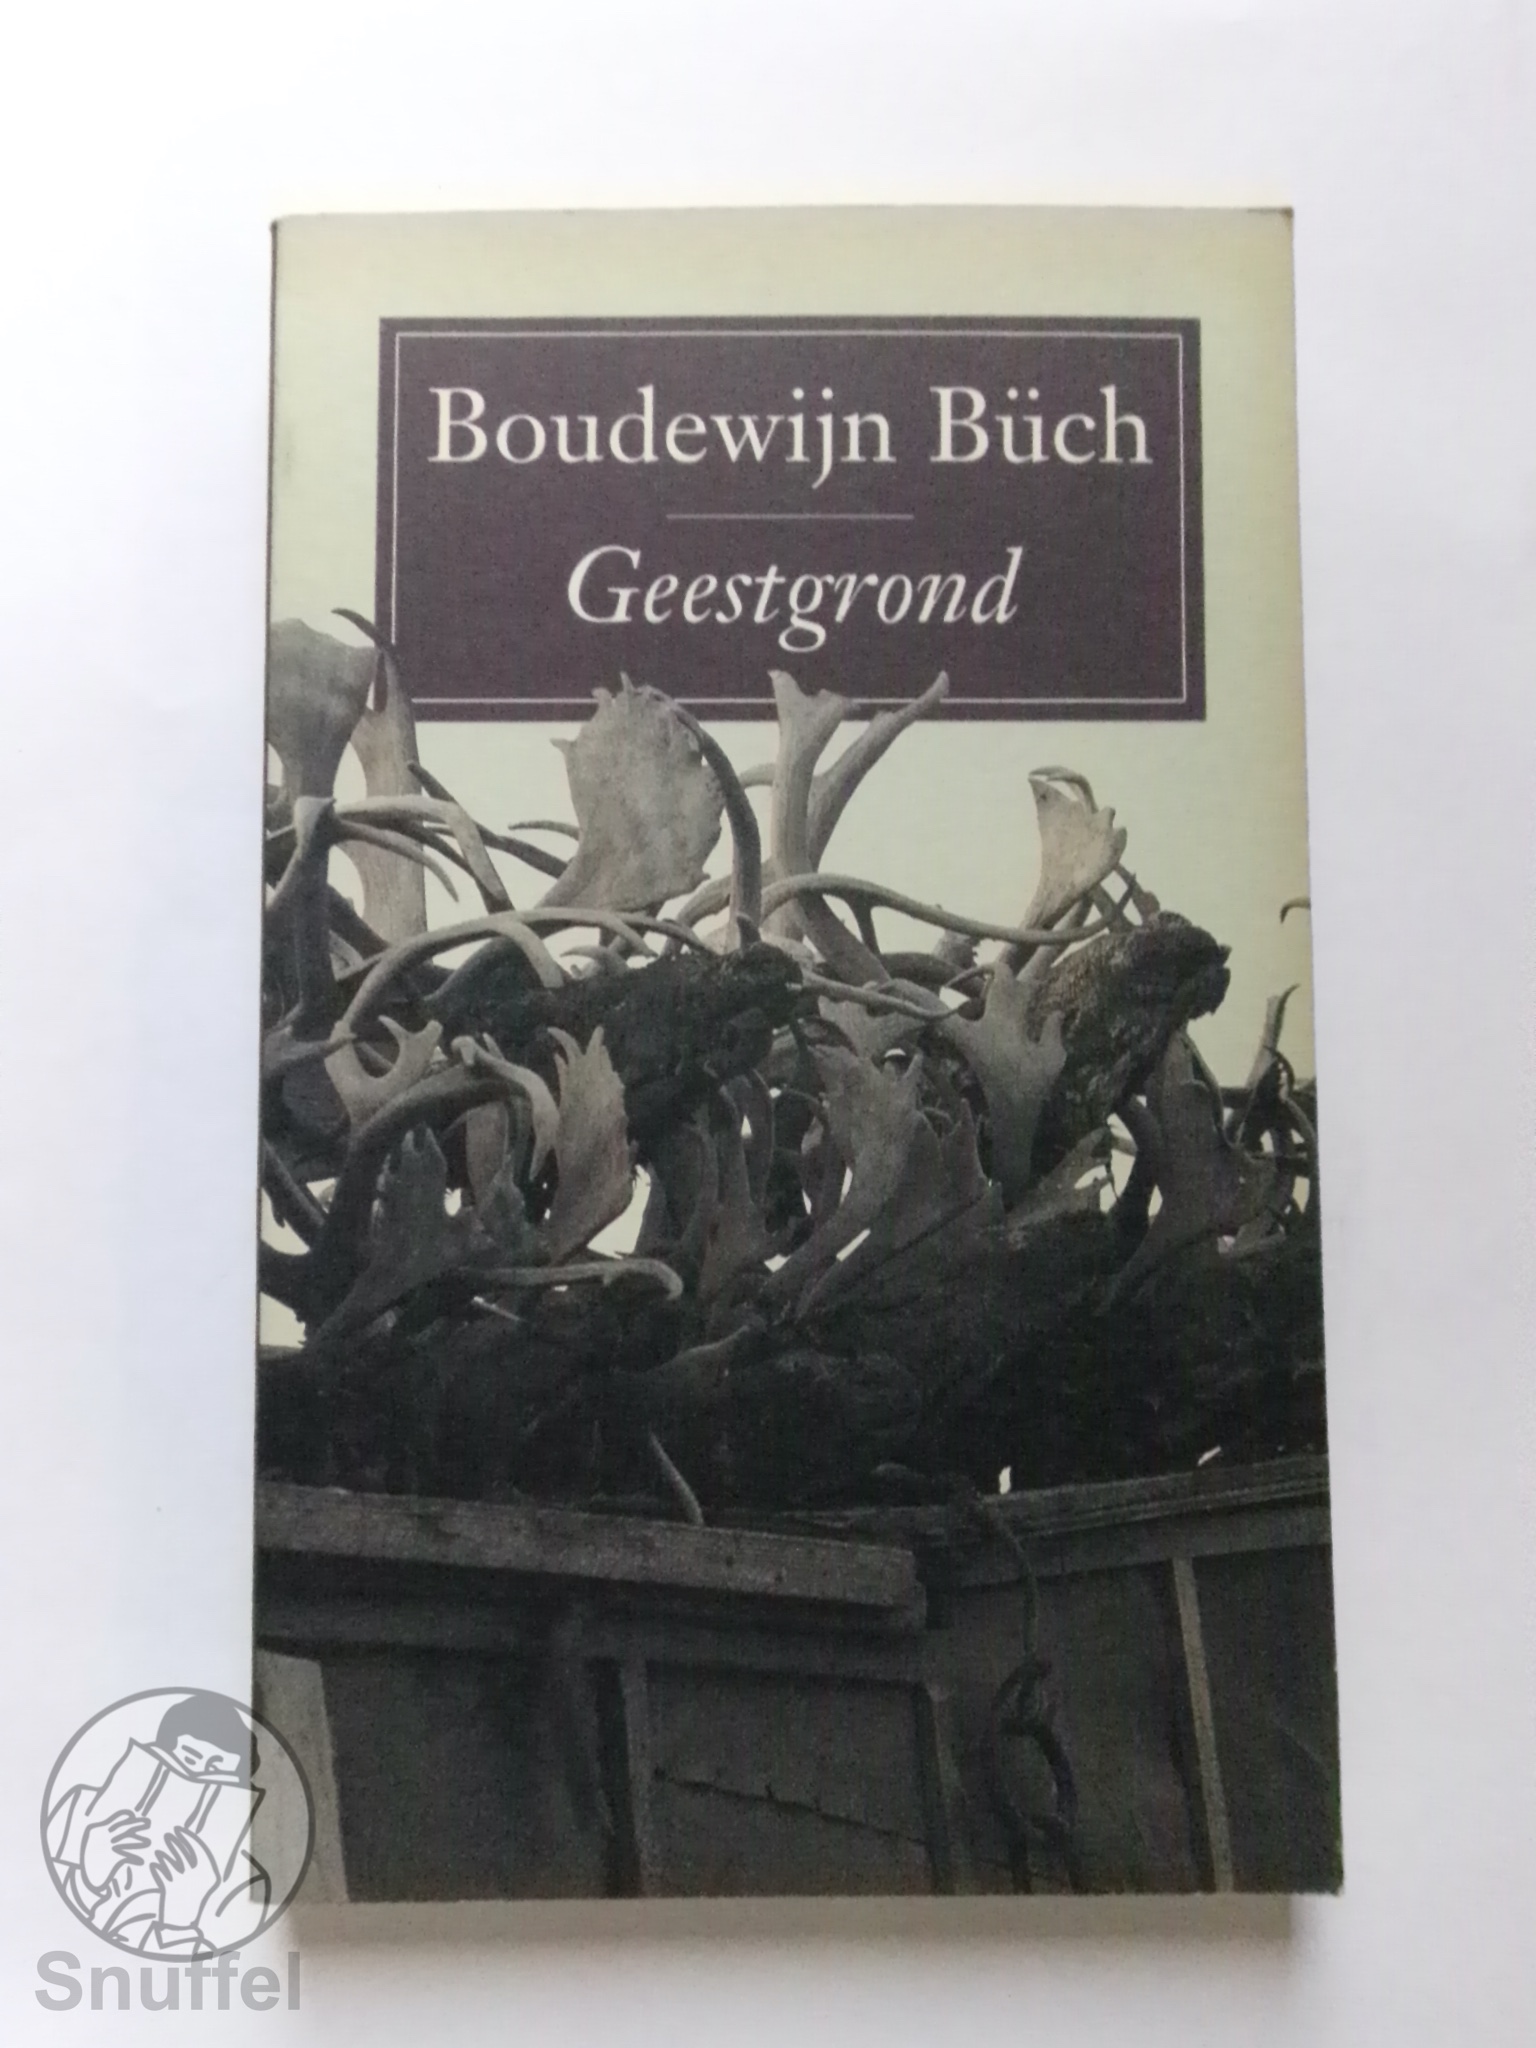 Boudewijn Büch
Geestgrond
Snuffel